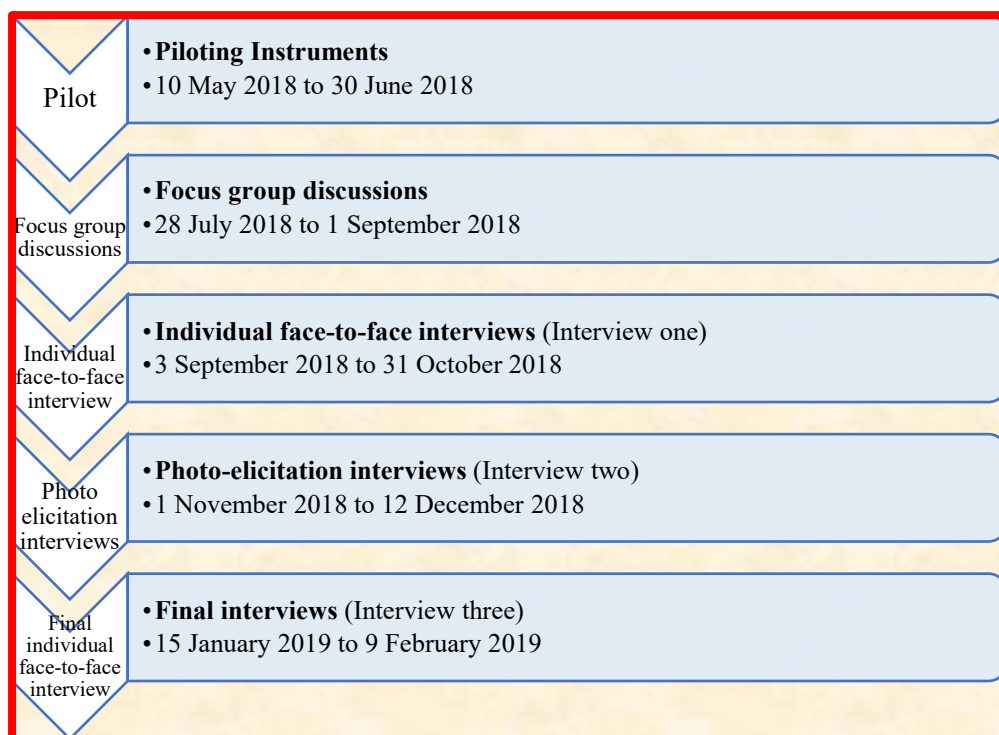 Pilot
•Piloting Instruments
•10 May 2018 to 30 June 2018
Focus group
discussions
•Focus group discussions
•28 July 2018 to 1 September 2018
Individual
face-to-face
interview
•Individual face-to-face interviews (Interview one)
•3 September 2018 to 31 October 2018
Photo
elicitation
interviews
•Photo-elicitation interviews (Interview two)
•1 November 2018 to 12 December 2018
Final
individual
face-to-face
interview
•Final interviews (Interview three)
•15 January 2019 to 9 February 2019